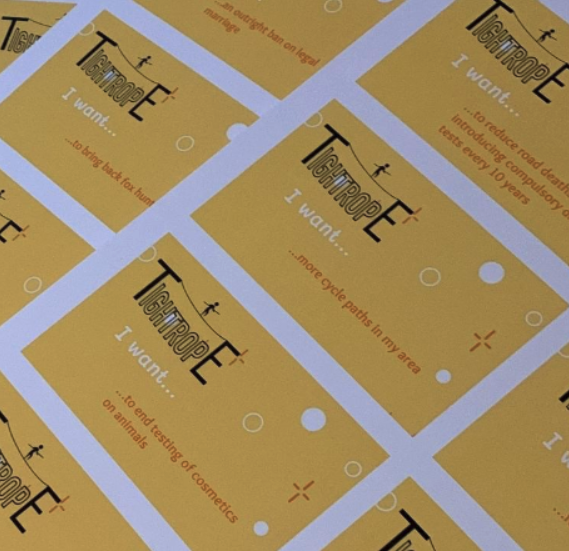 ...an outright ban on legal
marriage
TIGHTROPE
I want...
...to bring back fox
TIGHTROPE
I want...
...to reduce road
introducing compulsory
tests every 10 years
TIGHTROPE
I want...
...more cycle paths in my area
TIGHTROPE
I want...
...to end testing of cosmetics
on animals
I